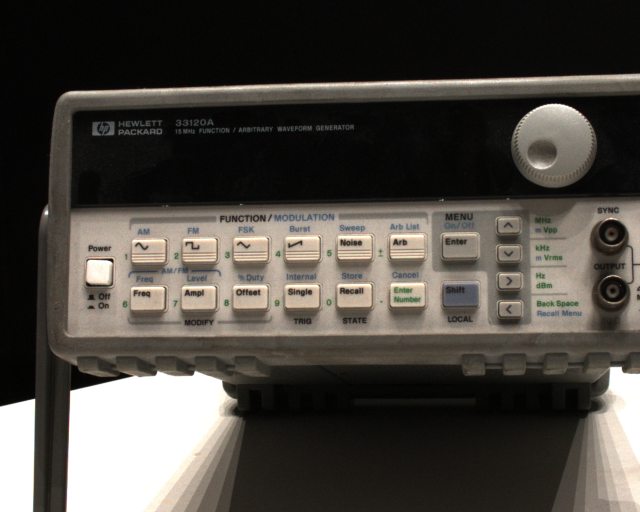 hp HEWLETT PACKARD 33120A
15 MHz FUNCTION / ARBITRARY WAVEFORM GENERATOR
FUNCTION / MODULATION
MENU
On/Off
AM FM FSK Burst Sweep Arb List
1 2 3 4 5 ±
Noise Arb Enter
AM/FM
Freq Level % Duty Internal Store Cancel
6 7 8 9 0 .
Freq Ampl Offset Single Recall Enter Number Shift
MODIFY TRIG STATE LOCAL
Power
Off
On
MHz
m Vpp
kHz
m Vrms
Hz
dBm
Back Space
Recall Menu
SYNC
OUTPUT